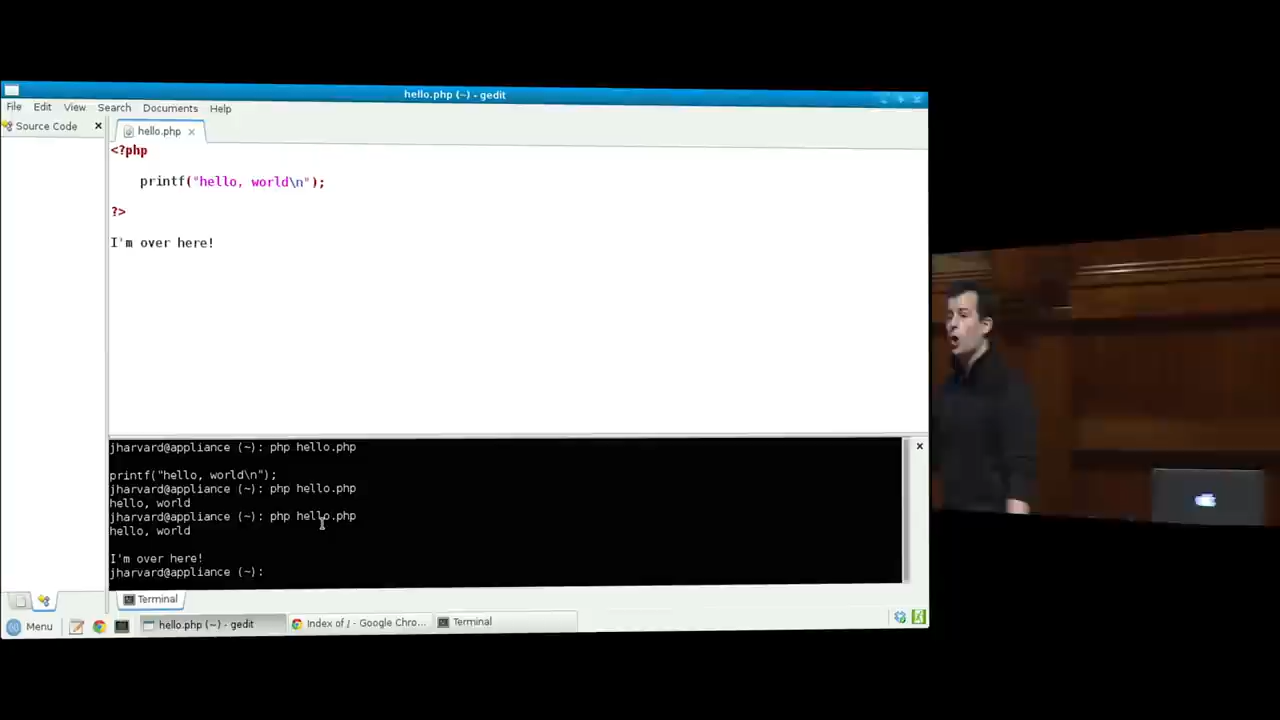 hello.php (~) - gedit
File Edit View Search Documents Help
Source Code
hello.php
<?php
printf("hello, world\n");
?>
I'm over here!
jharvard@appliance (~): php hello.php
printf("hello, world\n");
jharvard@appliance (~): php hello.php
hello, world
jharvard@appliance (~): php hello.php
hello, world
I'm over here!
jharvard@appliance (~):
Terminal
Menu hello.php (~) - gedit Index of / - Google Chro... Terminal